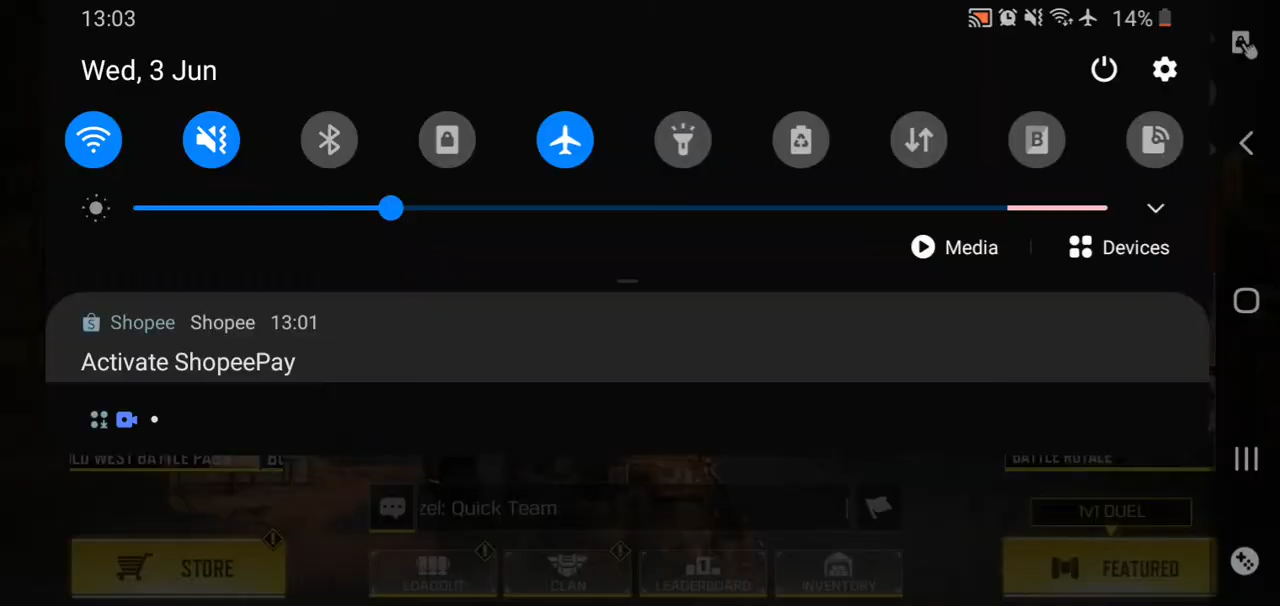 13:03 14%
Wed, 3 Jun
B
Media Devices
Shopee Shopee 13:01
Activate ShopeePay
BATTLE ROYALE
zel: Quick Team
1V1 DUEL
STORE LOADOUT CLAN LEADERBOARD INVENTORY FEATURED